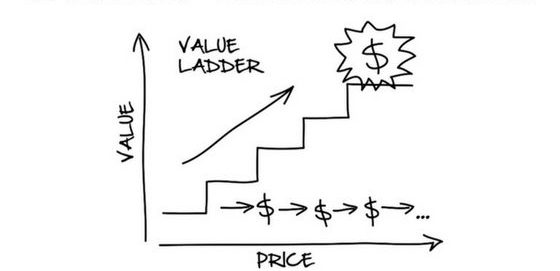 VALUE
LADDER
$
VALUE
→ $ → $ → $ → ...
PRICE